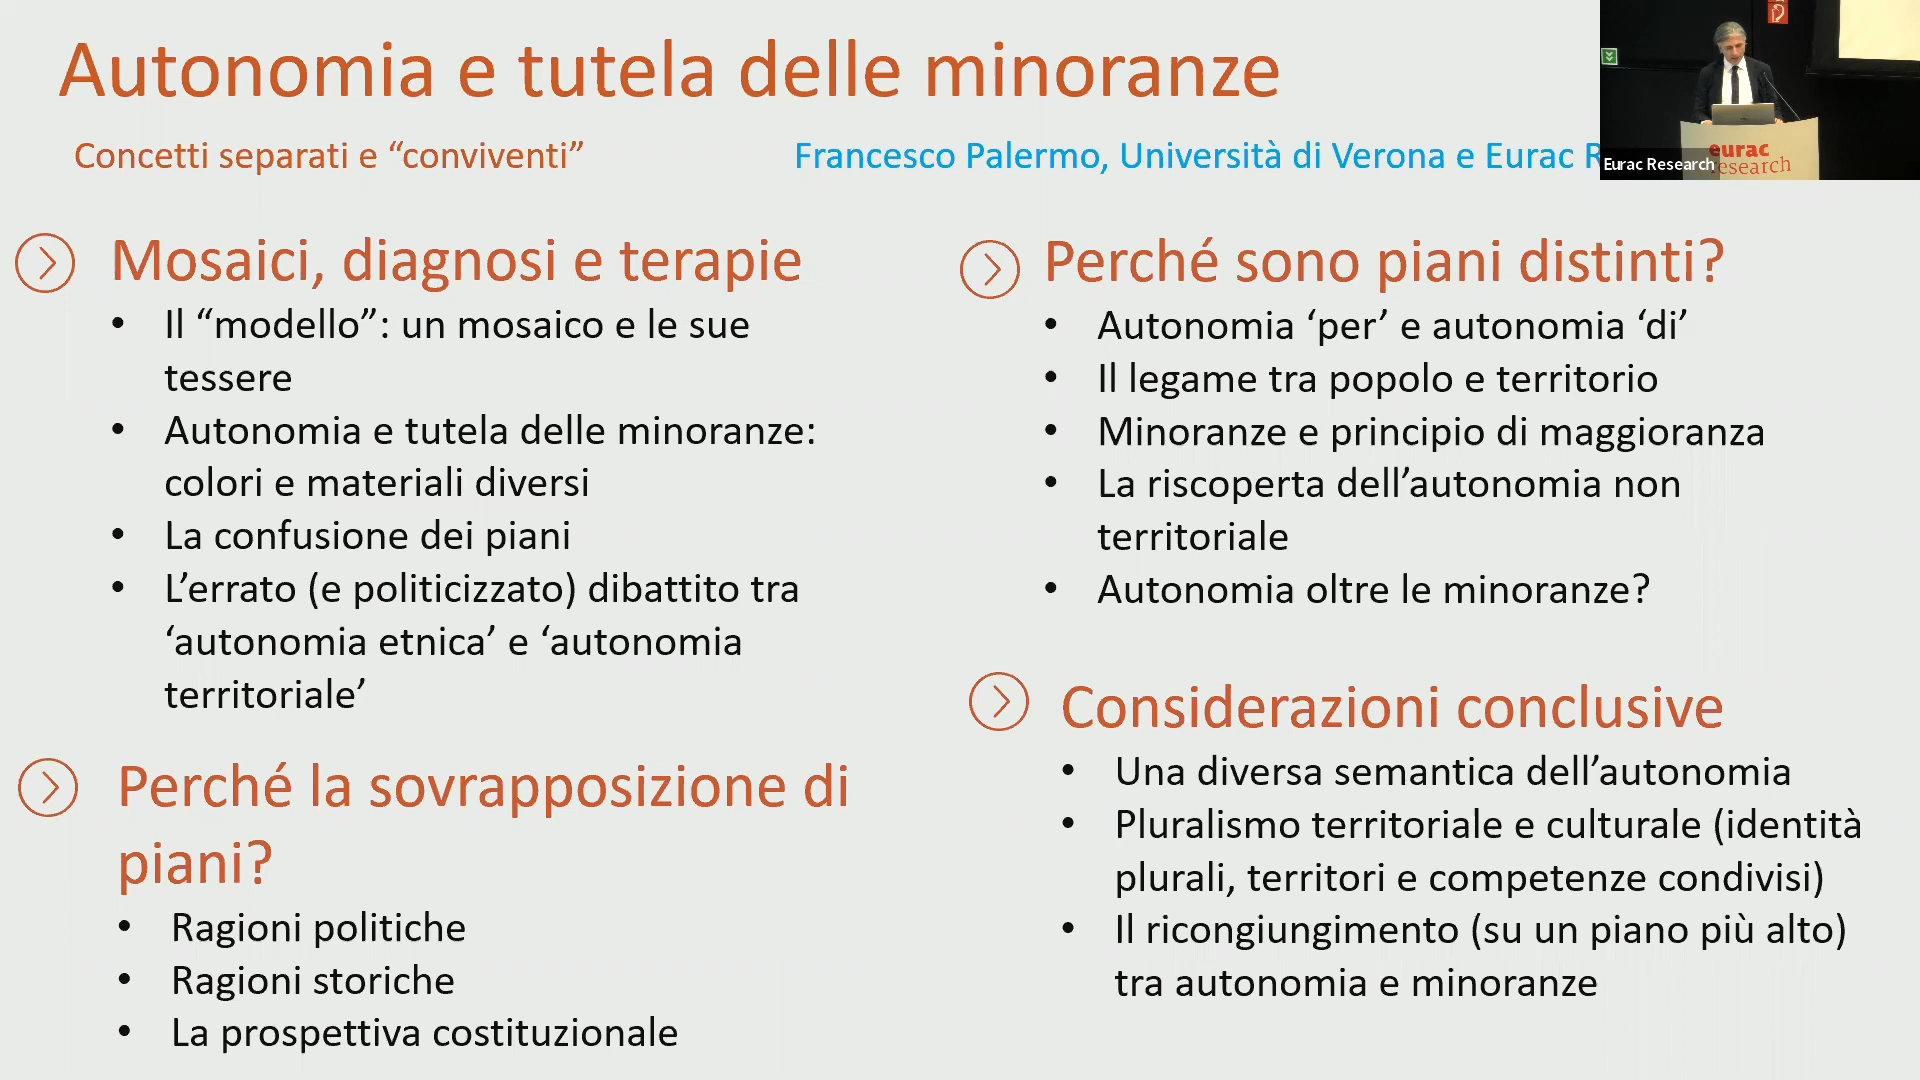 Autonomia e tutela delle minoranze
Concetti separati e “conviventi”
Francesco Palermo, Università di Verona e Eurac
Eurac Research
eurac
research
Mosaici, diagnosi e terapie
• Il “modello”: un mosaico e le sue
tessere
• Autonomia e tutela delle minoranze:
colori e materiali diversi
• La confusione dei piani
• L’errato (e politicizzato) dibattito tra
‘autonomia etnica’ e ‘autonomia
territoriale’
Perché la sovrapposizione di
piani?
• Ragioni politiche
• Ragioni storiche
• La prospettiva costituzionale
Perché sono piani distinti?
• Autonomia ‘per’ e autonomia ‘di’
• Il legame tra popolo e territorio
• Minoranze e principio di maggioranza
• La riscoperta dell’autonomia non
territoriale
• Autonomia oltre le minoranze?
Considerazioni conclusive
• Una diversa semantica dell’autonomia
• Pluralismo territoriale e culturale (identità
plurali, territori e competenze condivisi)
• Il ricongiungimento (su un piano più alto)
tra autonomia e minoranze